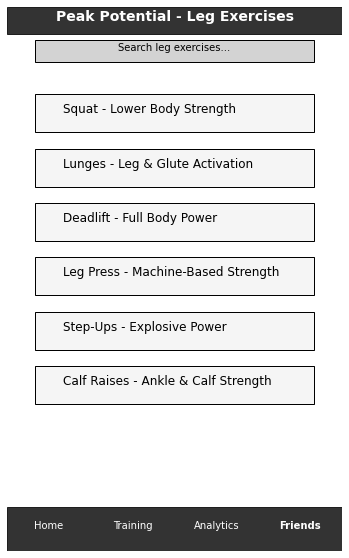 Peak Potential - Leg Exercises
Search leg exercises...
Squat - Lower Body Strength
Lunges - Leg & Glute Activation
Deadlift - Full Body Power
Leg Press - Machine-Based Strength
Step-Ups - Explosive Power
Calf Raises - Ankle & Calf Strength
Home Training Analytics Friends